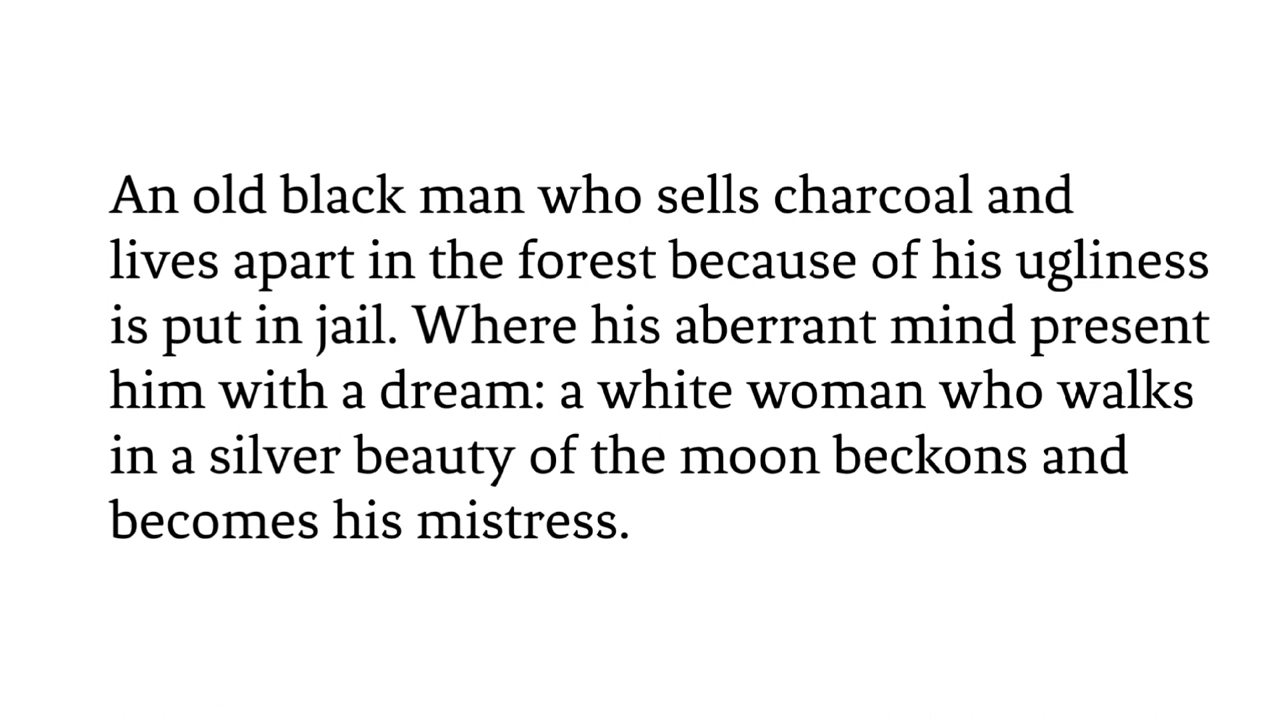 An old black man who sells charcoal and
lives apart in the forest because of his ugliness
is put in jail. Where his aberrant mind present
him with a dream: a white woman who walks
in a silver beauty of the moon beckons and
becomes his mistress.